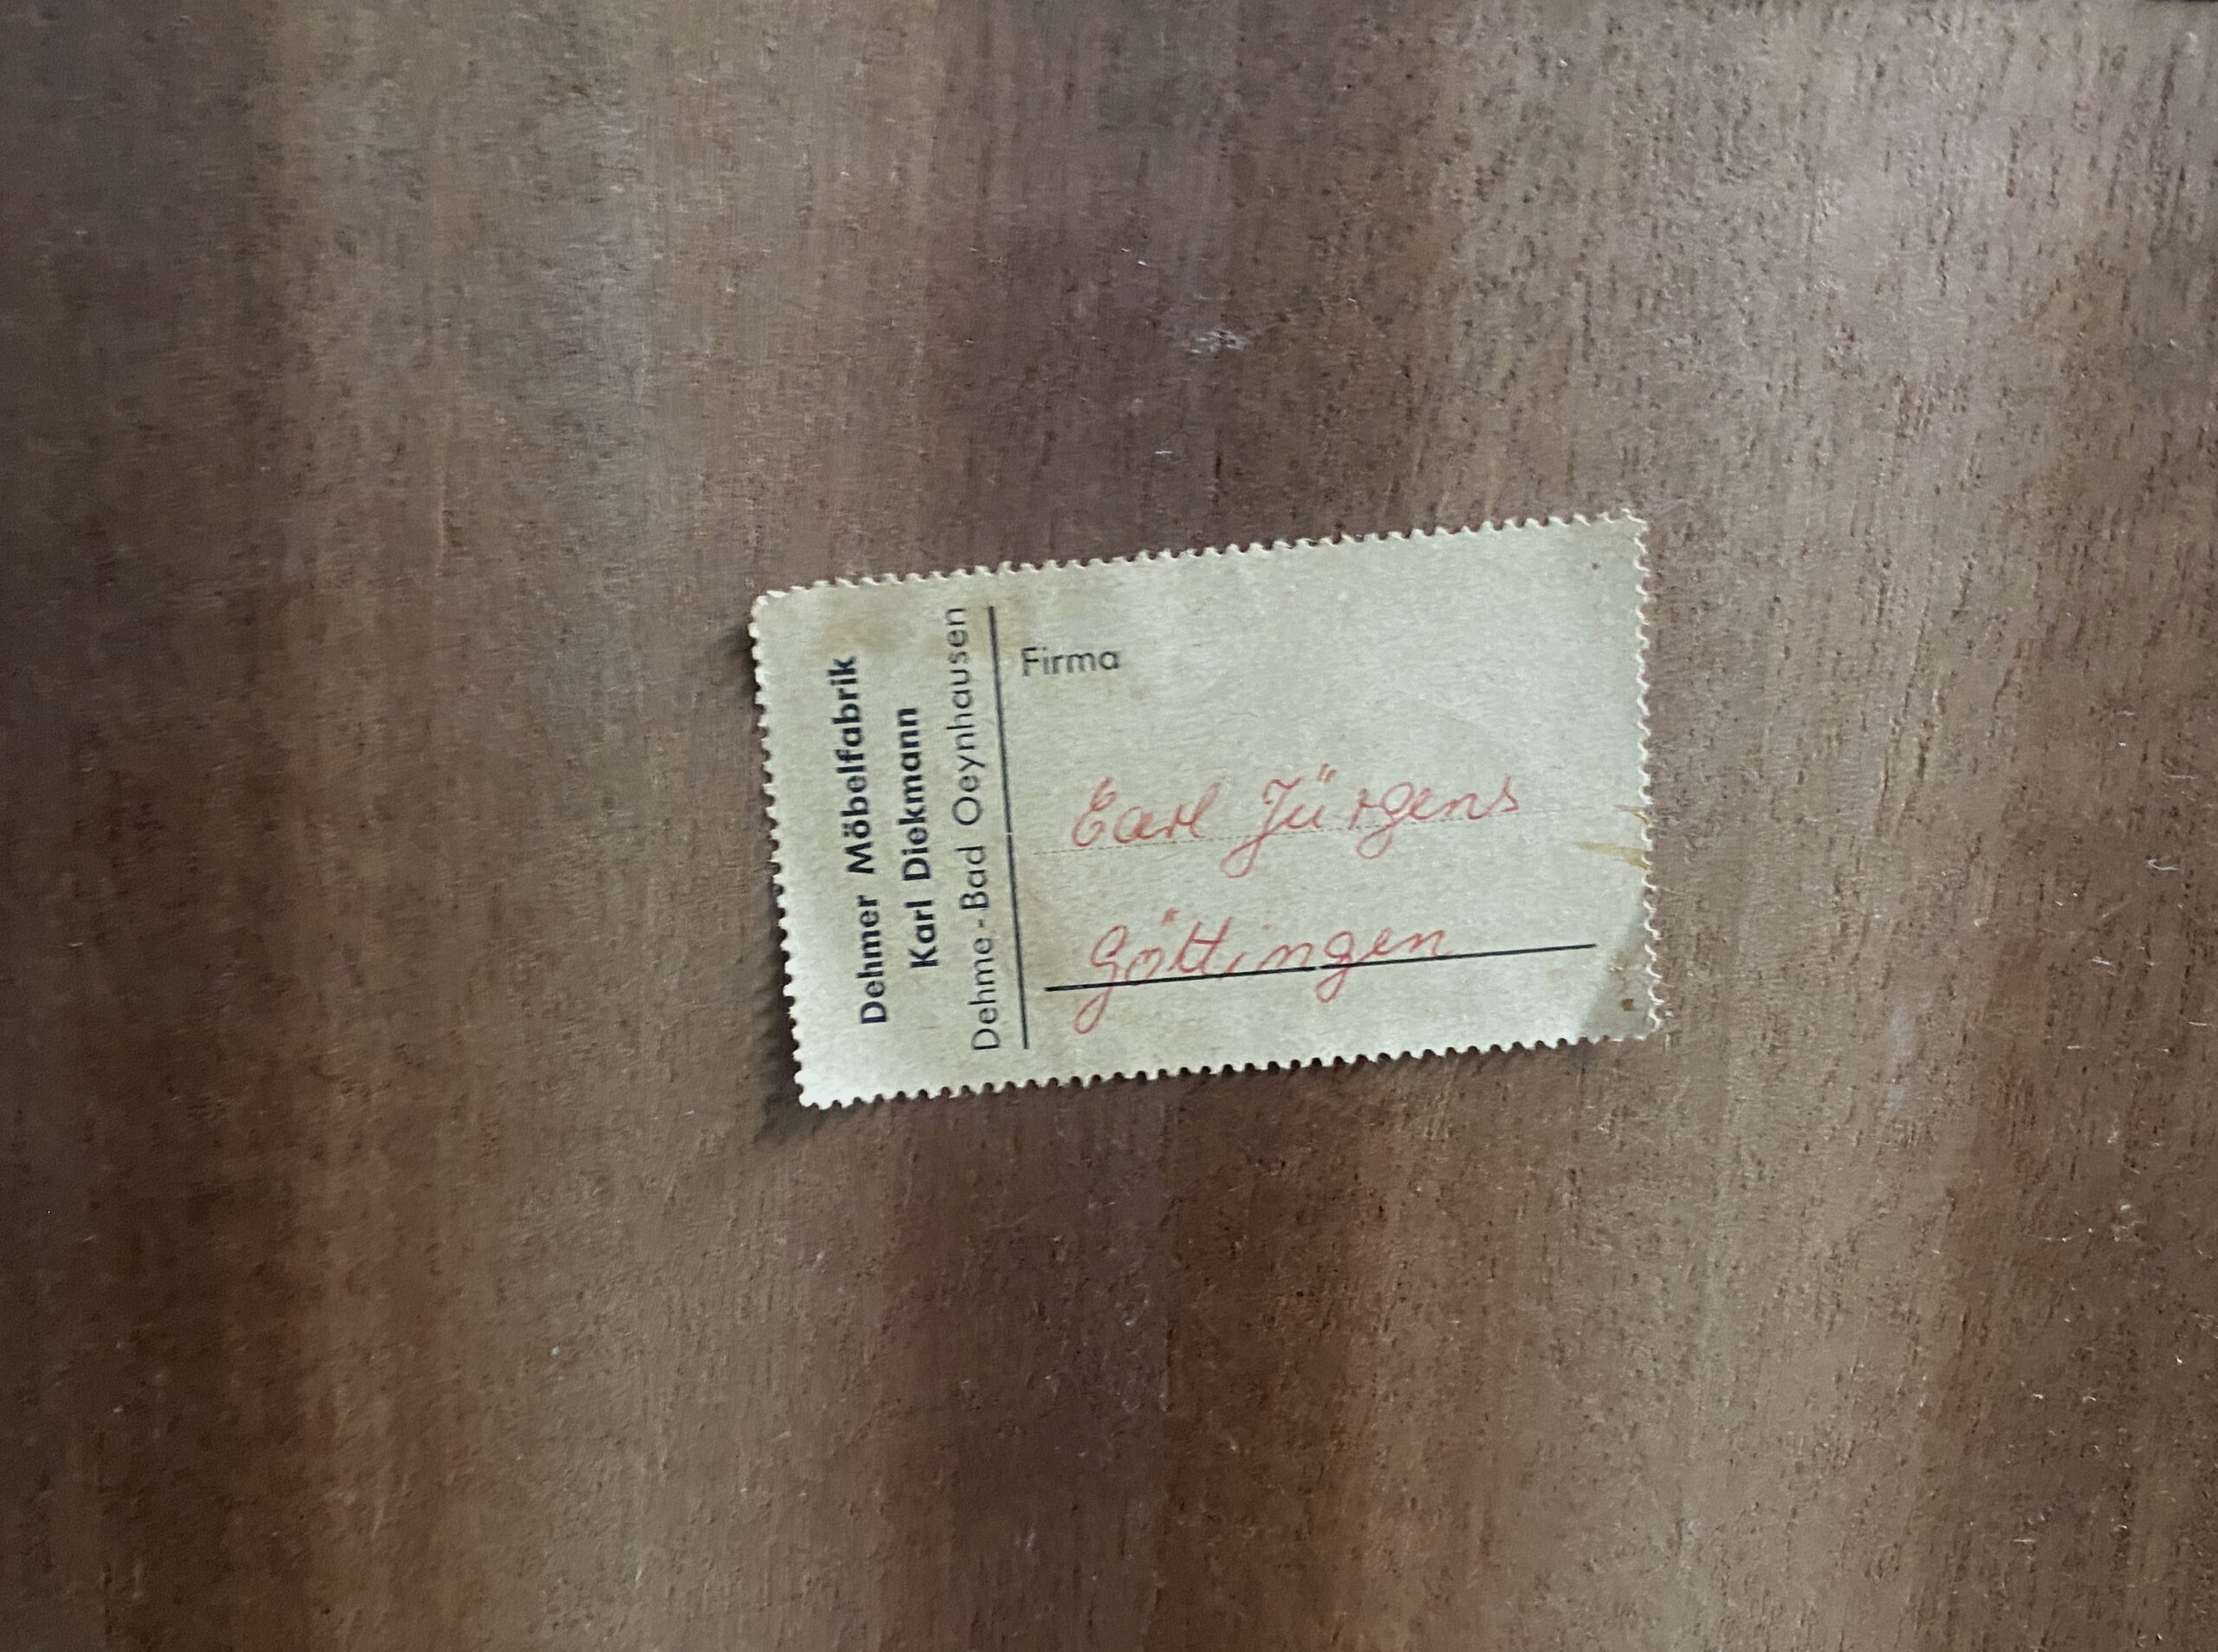 Dehmer Möbelfabrik
Karl Diekmann
Dehme-Bad Oeynhausen
Firma
Carl Jürgens
Göttingen